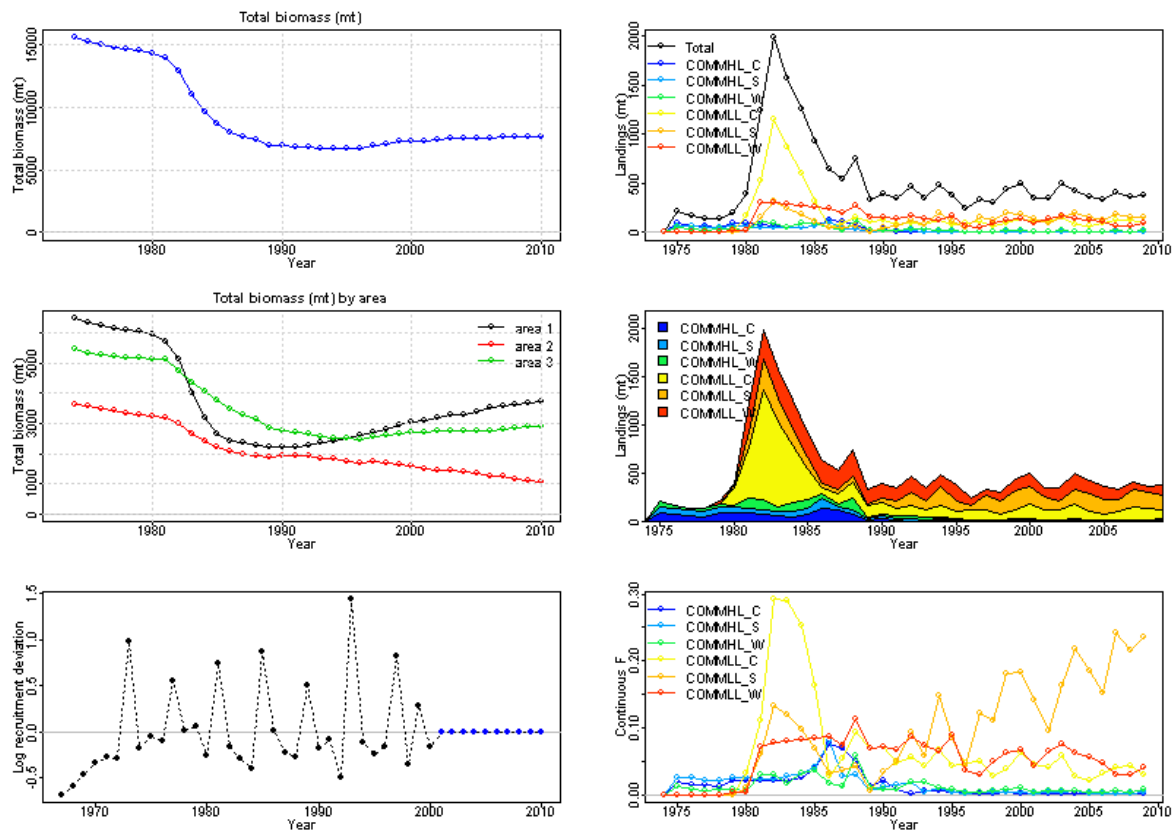 Total biomass (mt)
Total biomass (mt)
0
5000
10000
15000
1980
1990
2000
2010
Year
Landings (mt)
0
500
1000
1500
2000
Total
COMMHL_C
COMMHL_S
COMMHL_W
COMMLL_C
COMMLL_S
COMMLL_W
1975
1980
1985
1990
1995
2000
2005
2010
Year
Total biomass (mt) by area
Total biomass (mt)
0
1000
3000
5000
area 1
area 2
area 3
1980
1990
2000
2010
Year
Landings (mt)
0
500
1000
1500
2000
COMMHL_C
COMMHL_S
COMMHL_W
COMMLL_C
COMMLL_S
COMMLL_W
1975
1980
1985
1990
1995
2000
2005
Year
Log recruitment deviation
-0.5
0.0
0.5
1.0
1.5
1970
1980
1990
2000
2010
Year
Continuous F
0.00
0.10
0.20
0.30
COMMHL_C
COMMHL_S
COMMHL_W
COMMLL_C
COMMLL_S
COMMLL_W
1975
1980
1985
1990
1995
2000
2005
2010
Year